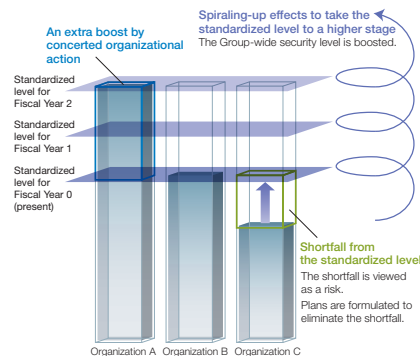 Spiraling-up effects to take the
standardized level to a higher stage
The Group-wide security level is boosted.
An extra boost by
concerted organizational
action
Standardized
level for
Fiscal Year 2
Standardized
level for
Fiscal Year 1
Standardized
level for
Fiscal Year 0
(present)
Shortfall from
the standardized level
The shortfall is viewed
as a risk.
Plans are formulated to
eliminate the shortfall.
Organization A
Organization B
Organization C